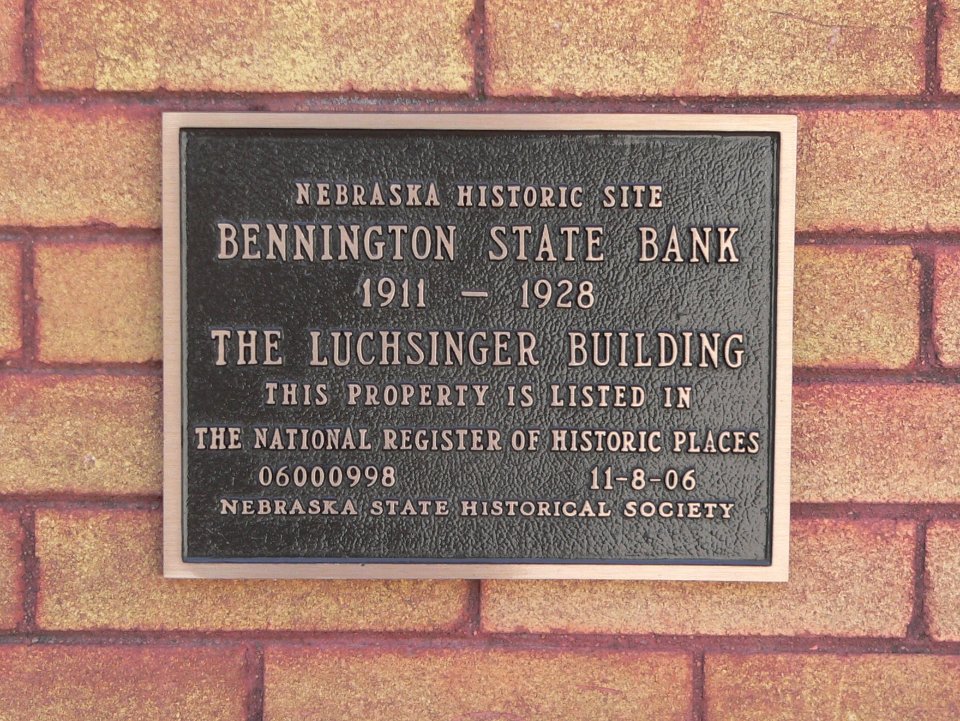 NEBRASKA HISTORIC SITE
BENNINGTON STATE BANK
1911 — 1928
THE LUCHSINGER BUILDING
THIS PROPERTY IS LISTED IN
THE NATIONAL REGISTER OF HISTORIC PLACES
06000998 11-8-06
NEBRASKA STATE HISTORICAL SOCIETY